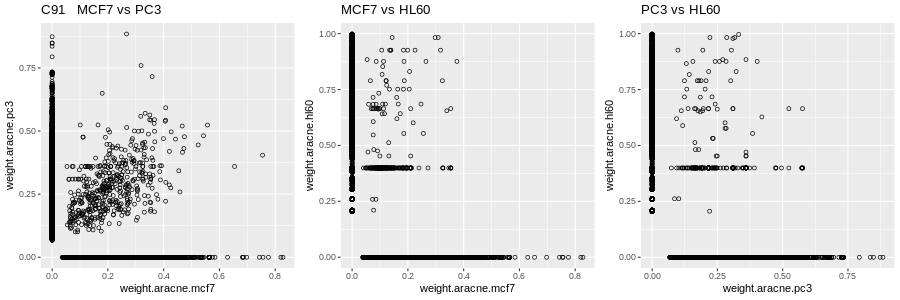 C91 MCF7 vs PC3
MCF7 vs HL60
PC3 vs HL60
weight.aracne.pc3
0.75
0.50
0.25
0.00
0.0 0.2 0.4 0.6 0.8
weight.aracne.mcf7
weight.aracne.hl60
1.00
0.75
0.50
0.25
0.00
0.0 0.2 0.4 0.6 0.8
weight.aracne.mcf7
weight.aracne.hl60
1.00
0.75
0.50
0.25
0.00
0.00 0.25 0.50 0.75
weight.aracne.pc3